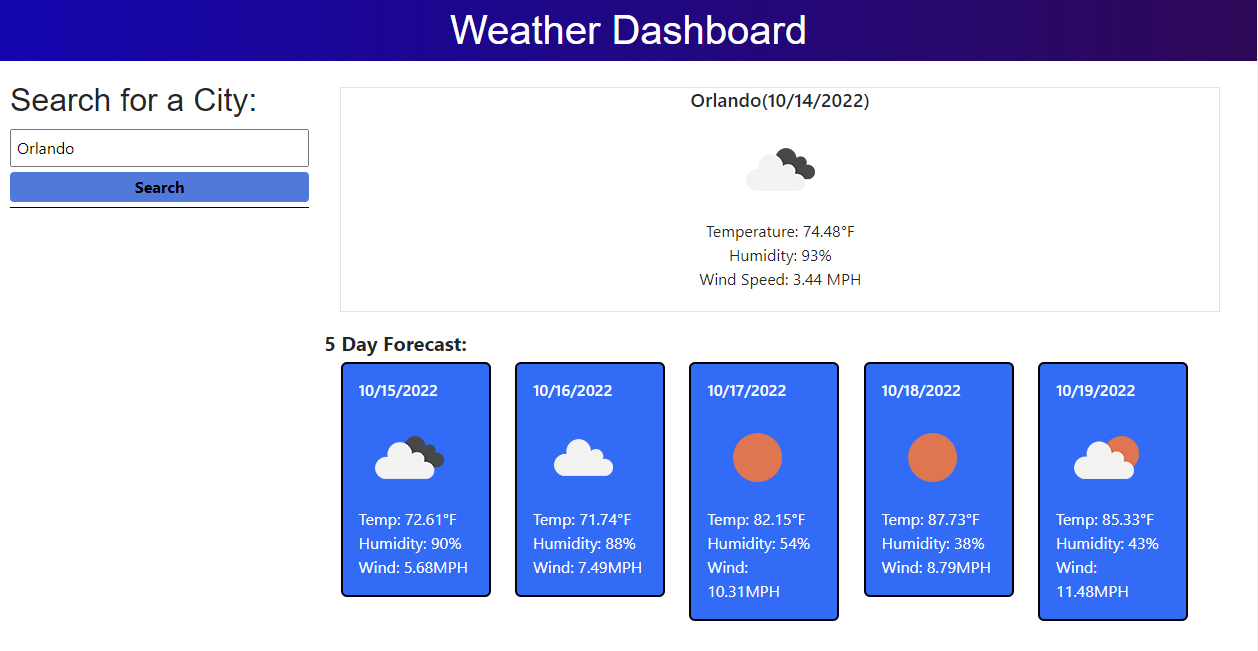 Weather Dashboard
Search for a City:
Orlando
Search
Orlando(10/14/2022)
Temperature: 74.48°F
Humidity: 93%
Wind Speed: 3.44 MPH
5 Day Forecast:
10/15/2022
Temp: 72.61°F
Humidity: 90%
Wind: 5.68MPH
10/16/2022
Temp: 71.74°F
Humidity: 88%
Wind: 7.49MPH
10/17/2022
Temp: 82.15°F
Humidity: 54%
Wind:
10.31MPH
10/18/2022
Temp: 87.73°F
Humidity: 38%
Wind: 8.79MPH
10/19/2022
Temp: 85.33°F
Humidity: 43%
Wind:
11.48MPH